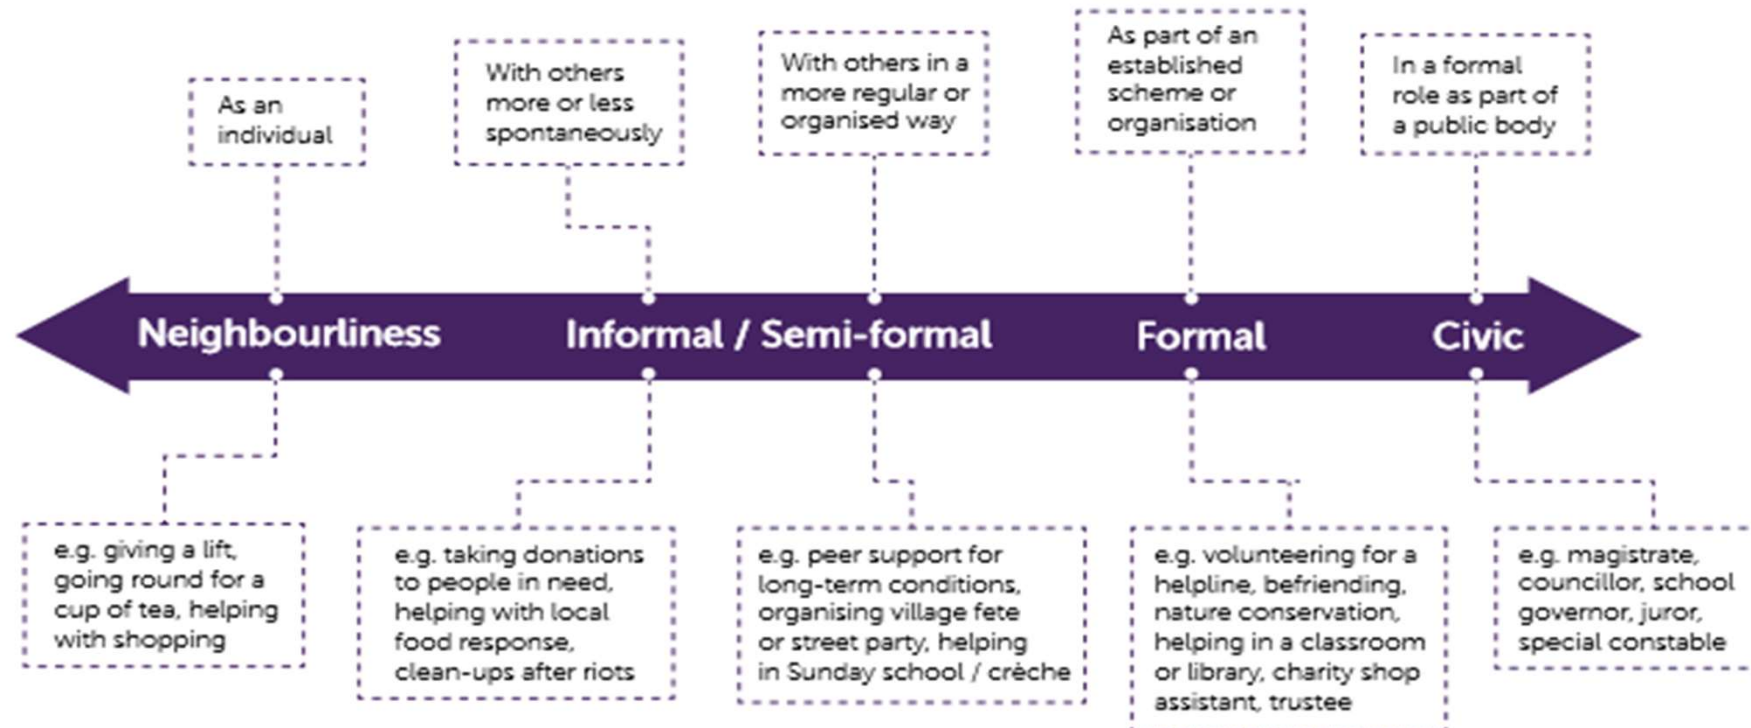 As an
individual
With others
more or less
spontaneously
With others in a
more regular or
organised way
As part of an
established
scheme or
organisation
In a formal
role as part of
a public body
Neighbourliness
Informal / Semi-formal
Formal
Civic
e.g. giving a lift,
going round for a
cup of tea, helping
with shopping
e.g. taking donations
to people in need,
helping with local
food response,
clean-ups after riots
e.g. peer support for
long-term conditions,
organising village fete
or street party, helping
in Sunday school / crèche
e.g. volunteering for a
helpline, befriending,
nature conservation,
helping in a classroom
or library, charity shop
assistant, trustee
e.g. magistrate,
councillor, school
governor, juror,
special constable